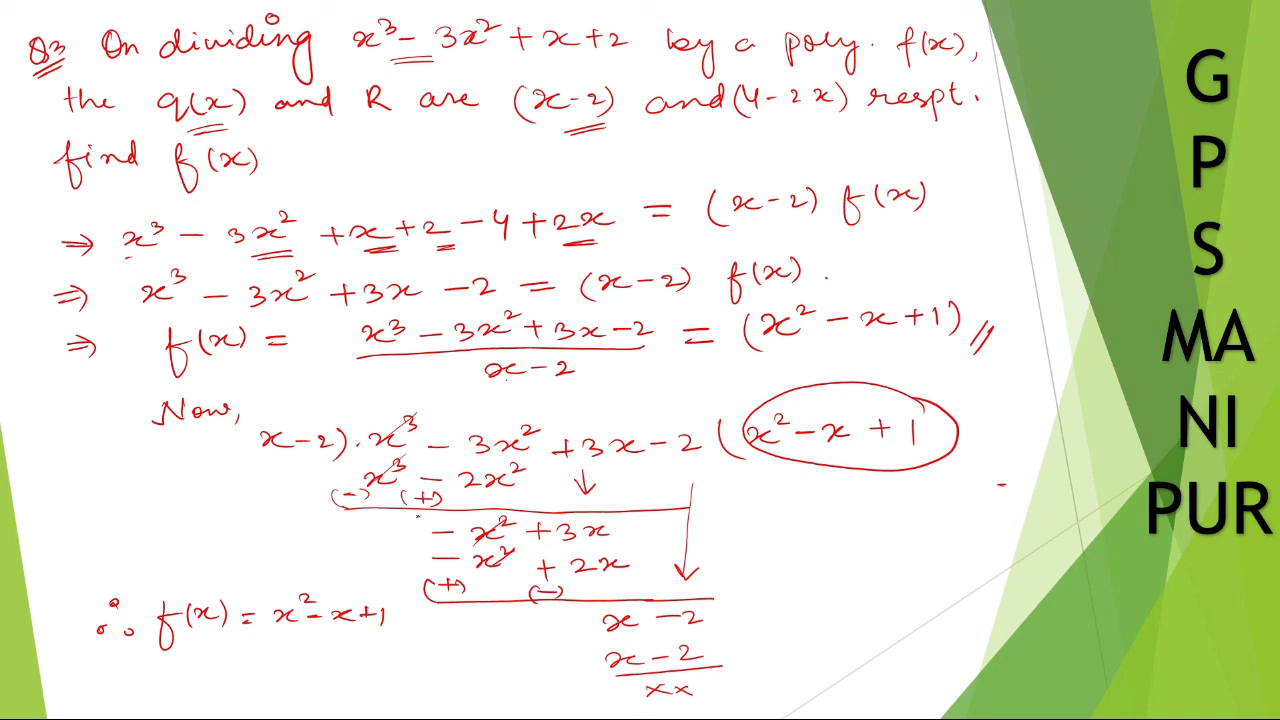 Q3 On dividing x³ - 3x² + x + 2 by a poly. f(x),
the q(x) and R are (x-2) and (4-2x) respt.
find f(x)
⇒ x³ - 3x² + x + 2 - 4 + 2x = (x-2) f(x)
⇒ x³ - 3x² + 3x - 2 = (x-2) f(x).
⇒ f(x) = x³ - 3x² + 3x - 2 / x - 2 = (x² - x + 1) //
Now,
x-2) x³ - 3x² + 3x - 2 ( x² - x + 1
x³ - 2x²
(-) (+)
- x² + 3x
- x² + 2x
(+) (-)
x - 2
x - 2
xx
∴ f(x) = x² - x + 1
G
P
S
MA
NI
PUR